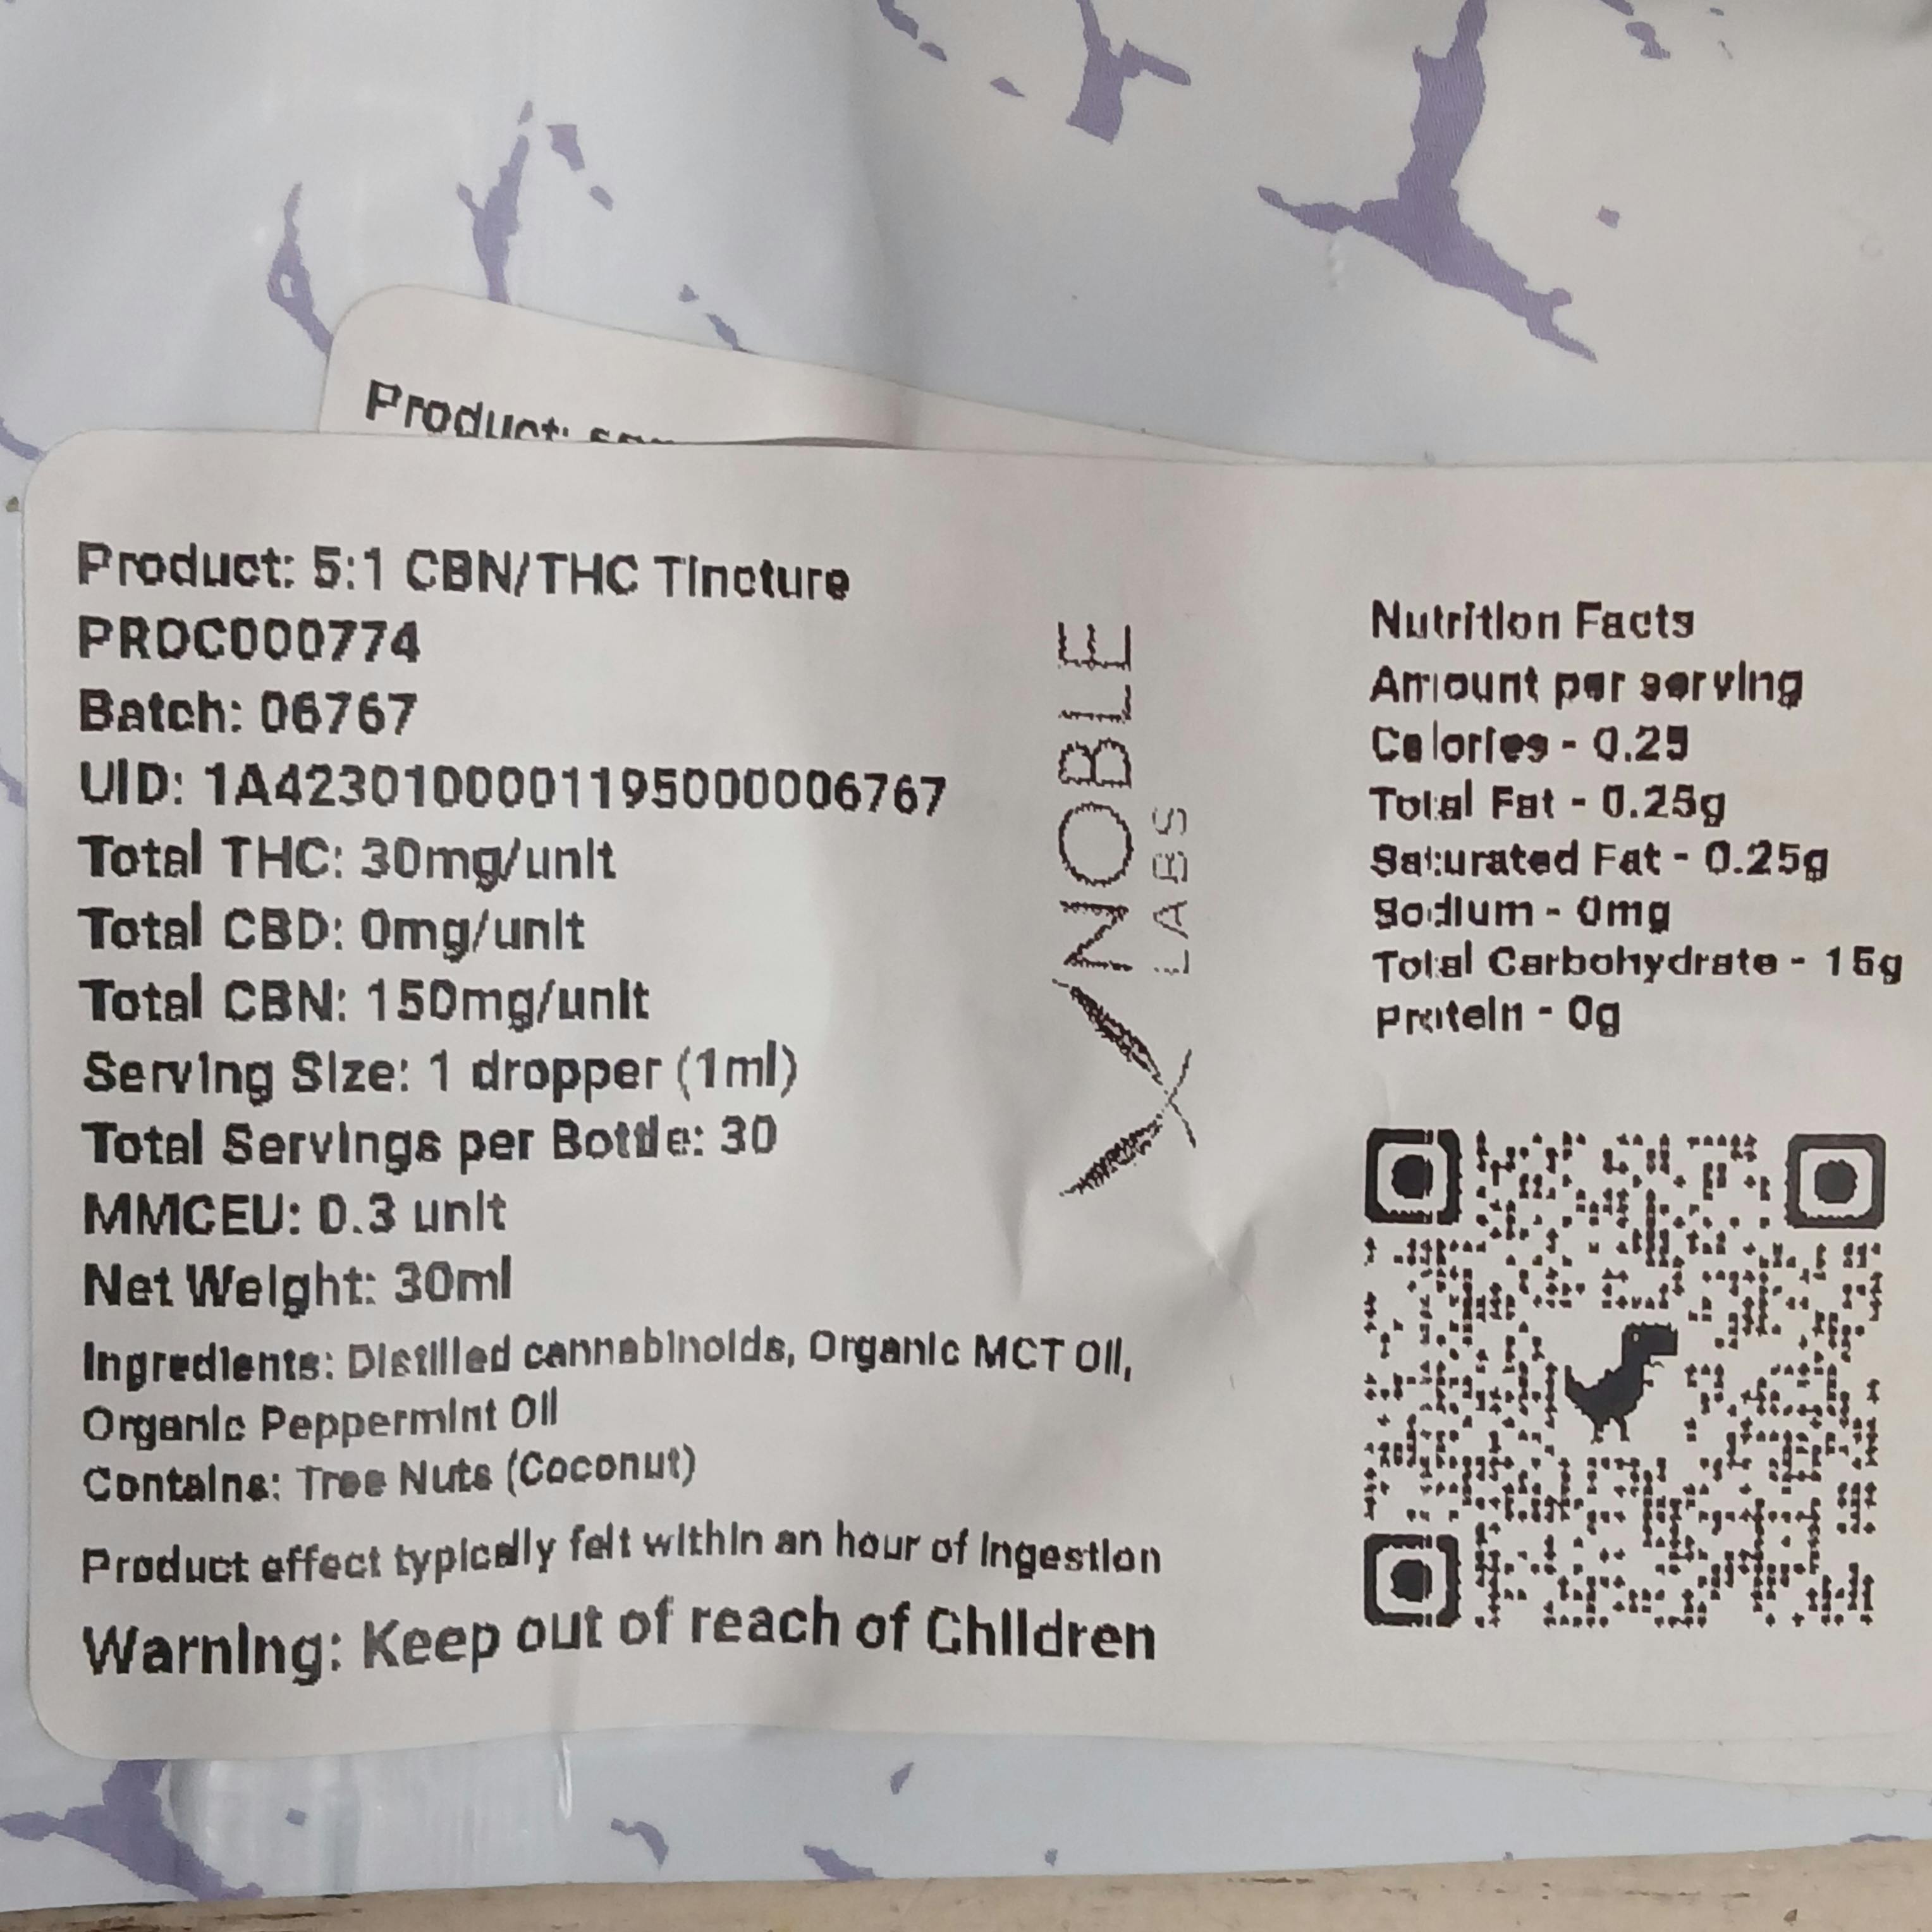 Product:
Product: 5:1 CBN/THC Tincture
PROC000774
Batch: 06767
UID: 1A4230100001195000006767
Total THC: 30mg/unit
Total CBD: 0mg/unit
Total CBN: 150mg/unit
Serving Size: 1 dropper (1ml)
Total Servings per Bottle: 30
MMCEU: 0.3 unit
Net Weight: 30ml
Ingredients: Distilled cannabinoids, Organic MCT Oil,
Organic Peppermint Oil
Contains: Tree Nuts (Coconut)
Product effect typically felt within an hour of ingestion
Warning: Keep out of reach of Children
NOBLE
LABS
Nutrition Facts
Amount per serving
Calories - 0.25
Total Fat - 0.25g
Saturated Fat - 0.25g
Sodium - 0mg
Total Carbohydrate - 15g
Protein - 0g